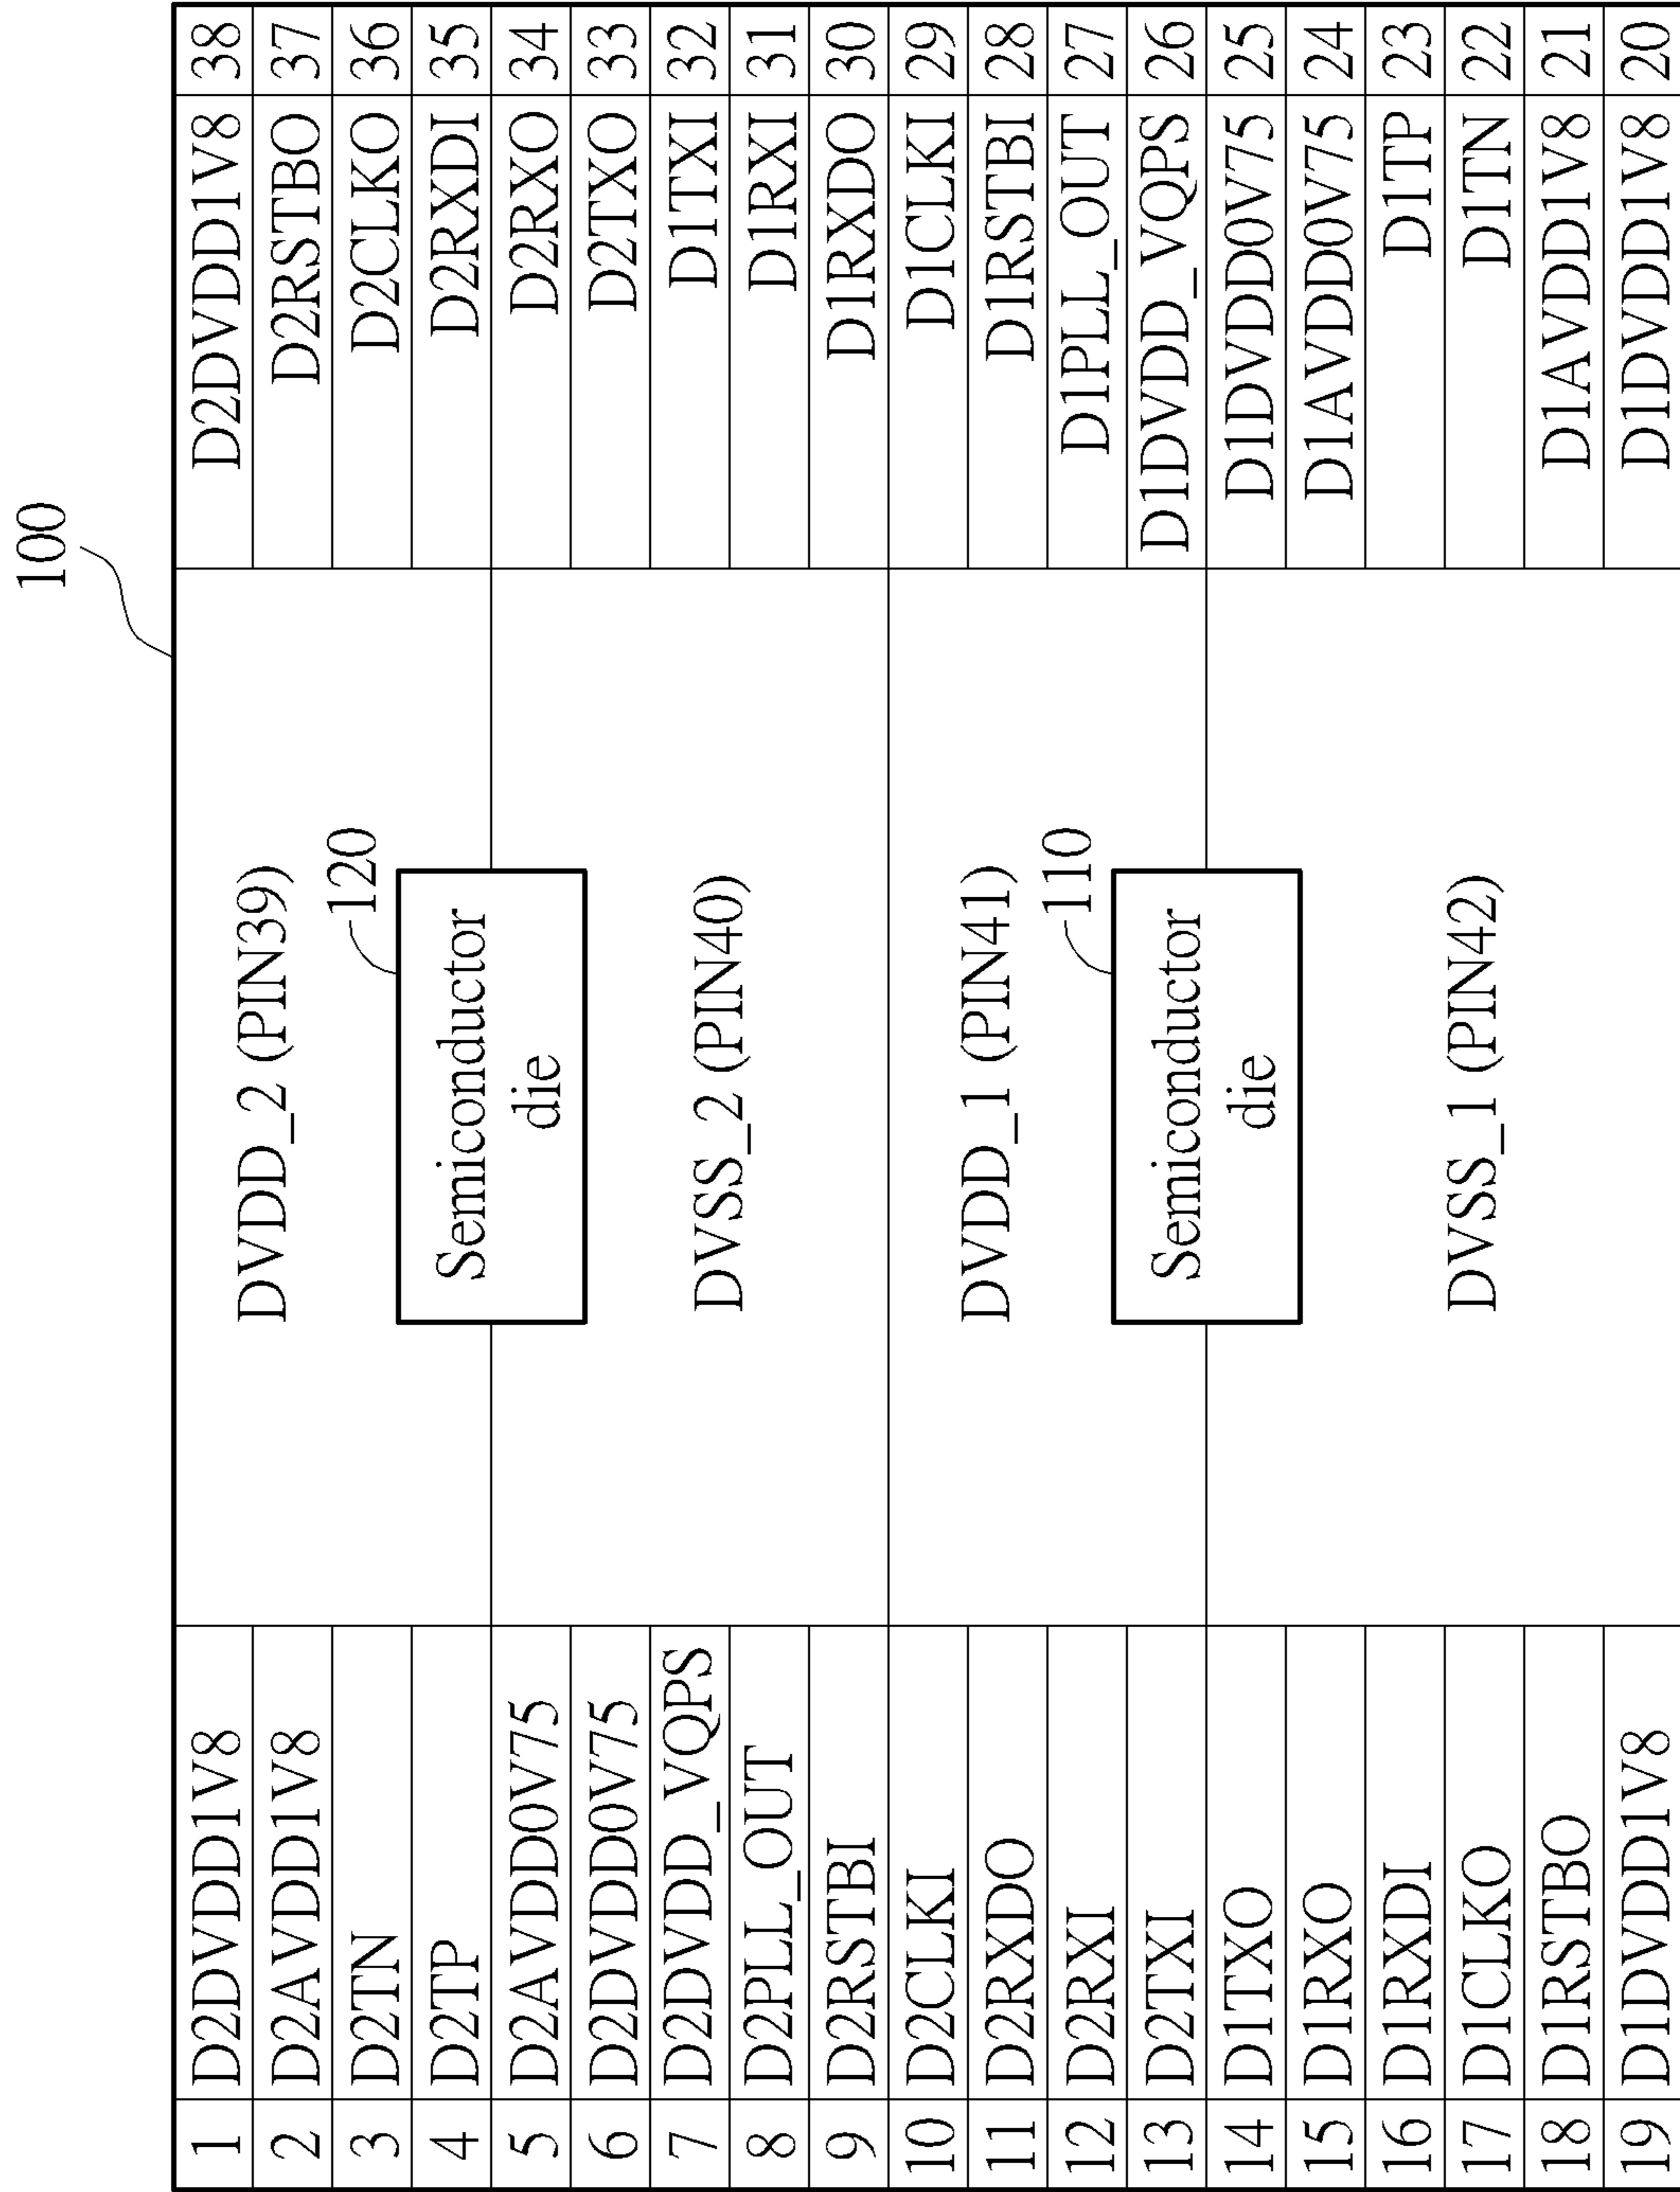 100
1 D2DVDD1V8
2 D2AVDD1V8
3 D2TN
4 D2TP
5 D2AVDD0V75
6 D2DVDD0V75
7 D2DVDD_VQPS
8 D2PLL_OUT
9 D2RSTBI
10 D2CLKI
11 D2RXDO
12 D2RXI
13 D2TXI
14 D1TXO
15 D1RXO
16 D1RXDI
17 D1CLKO
18 D1RSTBO
19 D1DVDD1V8
DVDD_2 (PIN39)
120
Semiconductor
die
DVSS_2 (PIN40)
DVDD_1 (PIN41)
110
Semiconductor
die
DVSS_1 (PIN42)
D2DVDD1V8 38
D2RSTBO 37
D2CLKO 36
D2RXDI 35
D2RXO 34
D2TXO 33
D1TXI 32
D1RXI 31
D1RXDO 30
D1CLKI 29
D1RSTBI 28
D1PLL_OUT 27
D1DVDD_VQPS 26
D1DVDD0V75 25
D1AVDD0V75 24
D1TP 23
D1TN 22
D1AVDD1V8 21
D1DVDD1V8 20